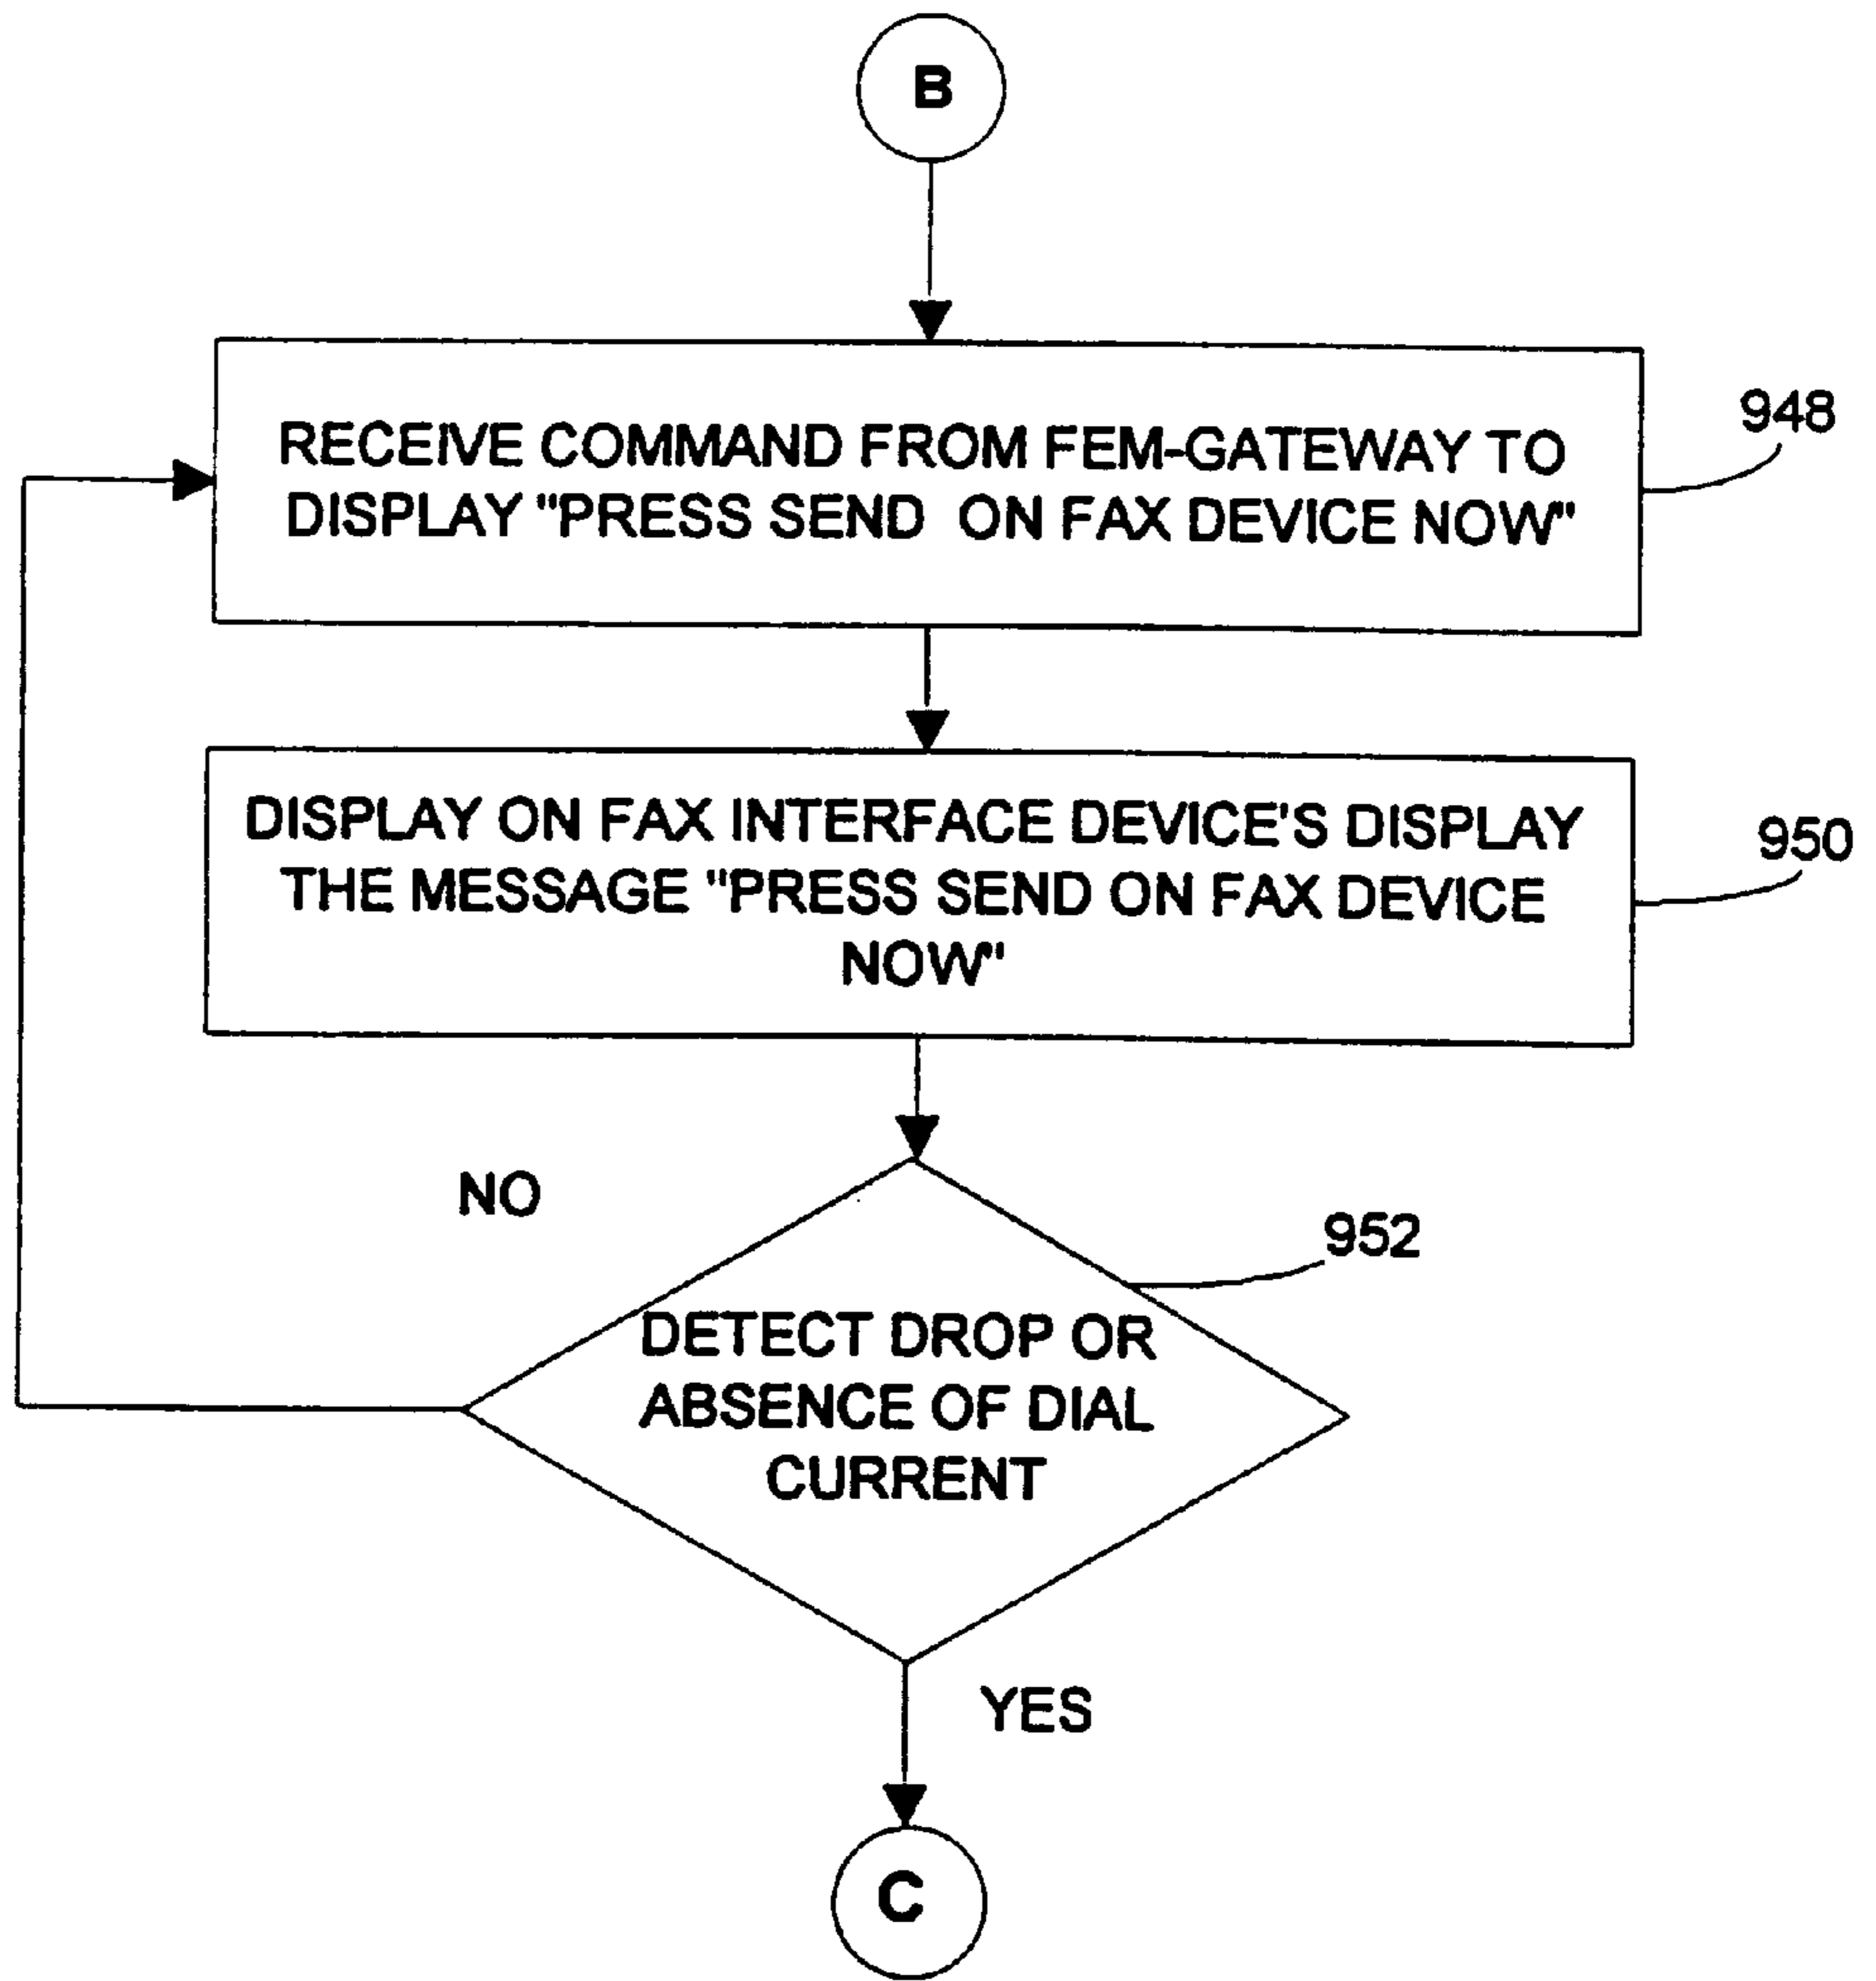 B
RECEIVE COMMAND FROM FEM-GATEWAY TO
DISPLAY "PRESS SEND ON FAX DEVICE NOW"
948
DISPLAY ON FAX INTERFACE DEVICE'S DISPLAY
THE MESSAGE "PRESS SEND ON FAX DEVICE
NOW"
950
NO
952
DETECT DROP OR
ABSENCE OF DIAL
CURRENT
YES
C